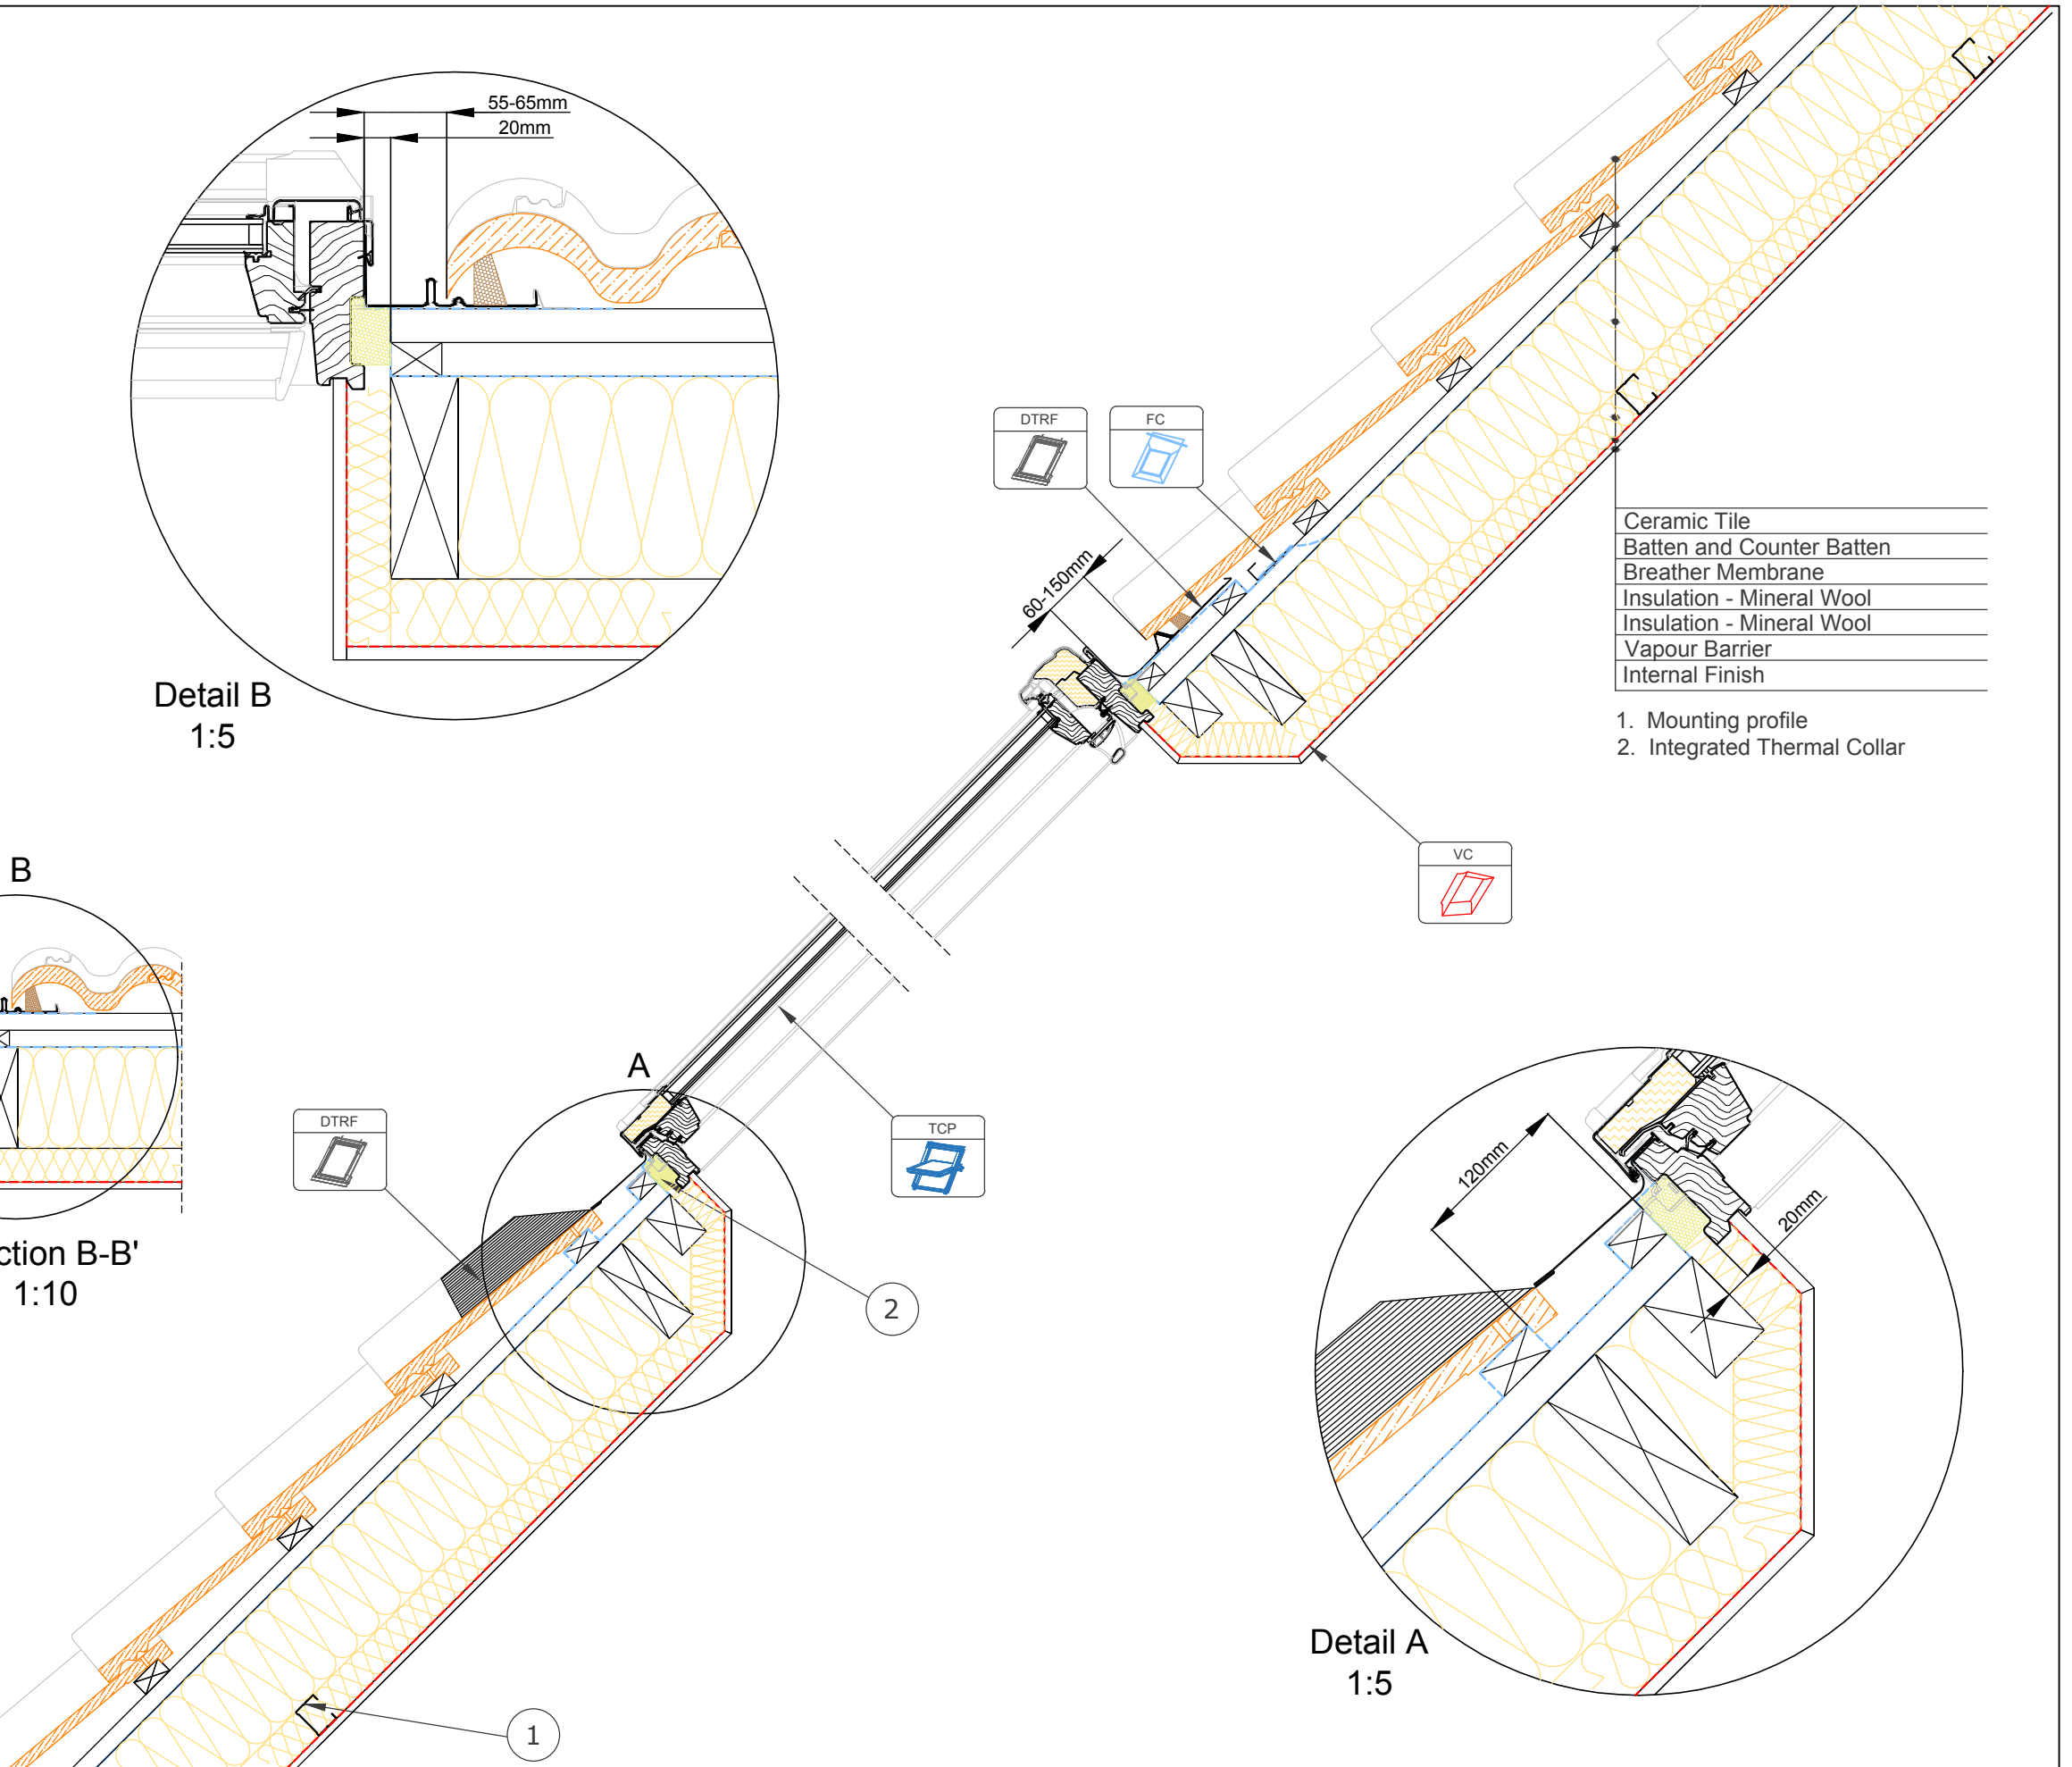 55-65mm
20mm
Detail B
1:5
DTRF
FC
60-150mm
Ceramic Tile
Batten and Counter Batten
Breather Membrane
Insulation - Mineral Wool
Insulation - Mineral Wool
Vapour Barrier
Internal Finish
1. Mounting profile
2. Integrated Thermal Collar
VC
B
ction B-B'
1:10
A
DTRF
TCP
2
1
120mm
20mm
Detail A
1:5